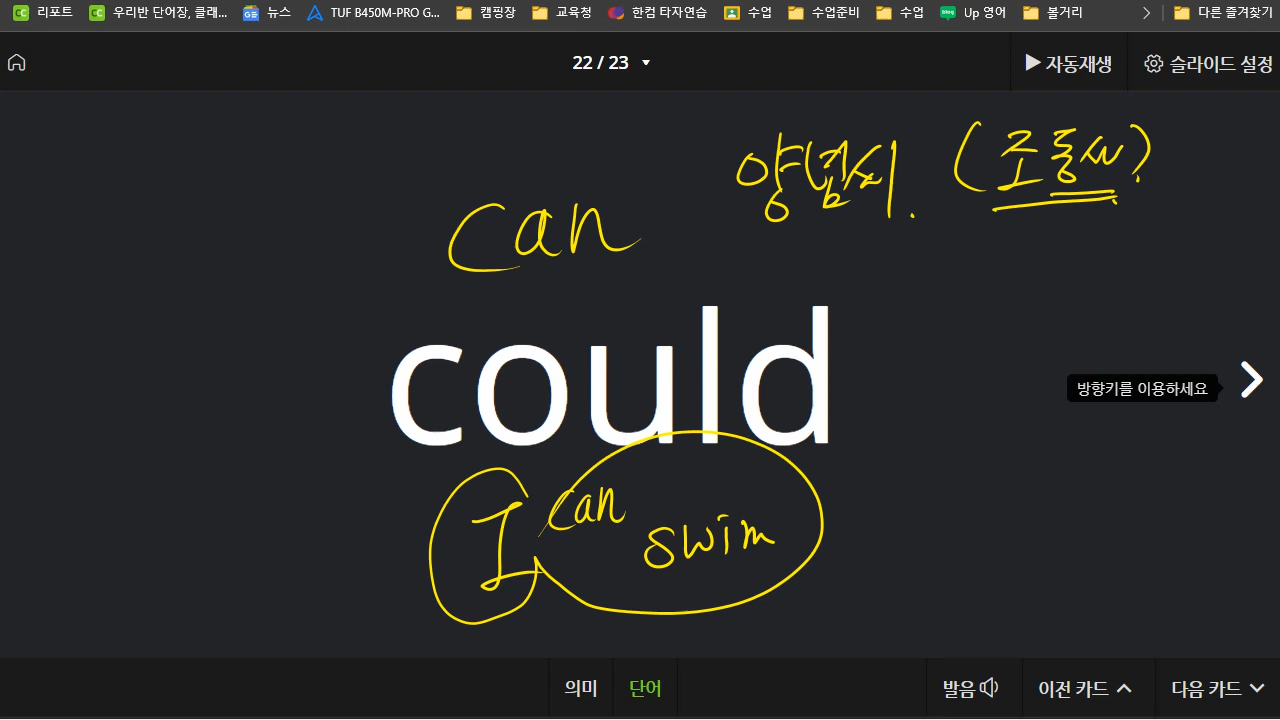 리포트 우리반 단어장, 클래... 뉴스 TUF B450M-PRO G... 캠핑장 교육청 한컴 타자연습 수업 수업준비 수업 Up 영어 볼거리 다른 즐겨찾기
22 / 23 자동재생 슬라이드 설정
양념씨. (조동사?)
can
could
방향키를 이용하세요
I can swim
의미 단어 발음 이전 카드 다음 카드